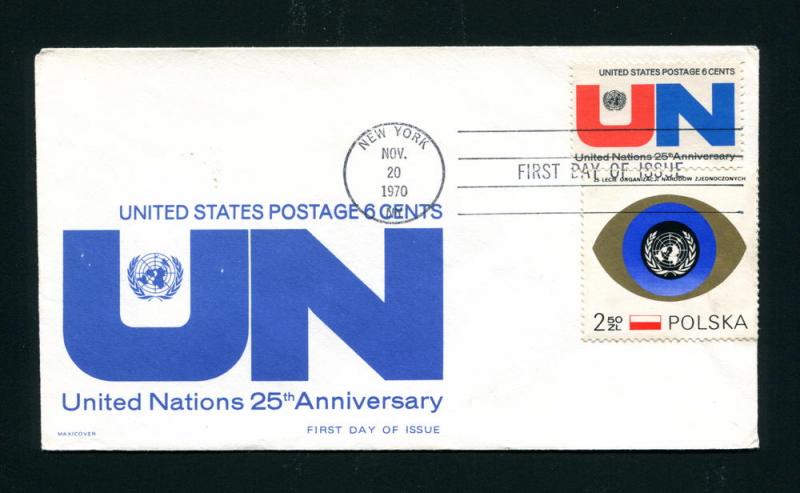 UNITED STATES POSTAGE 6 CENTS
UN
United Nations 25th Anniversary
NEW YORK
NOV.
20
1970
NY
FIRST DAY OF ISSUE
25 LECIE ORGANIZACJI NARODÓW ZJEDNOCZONYCH
2 50 ZŁ POLSKA
UNITED STATES POSTAGE 6 CENTS
UN
United Nations 25th Anniversary
MAXICOVER
FIRST DAY OF ISSUE